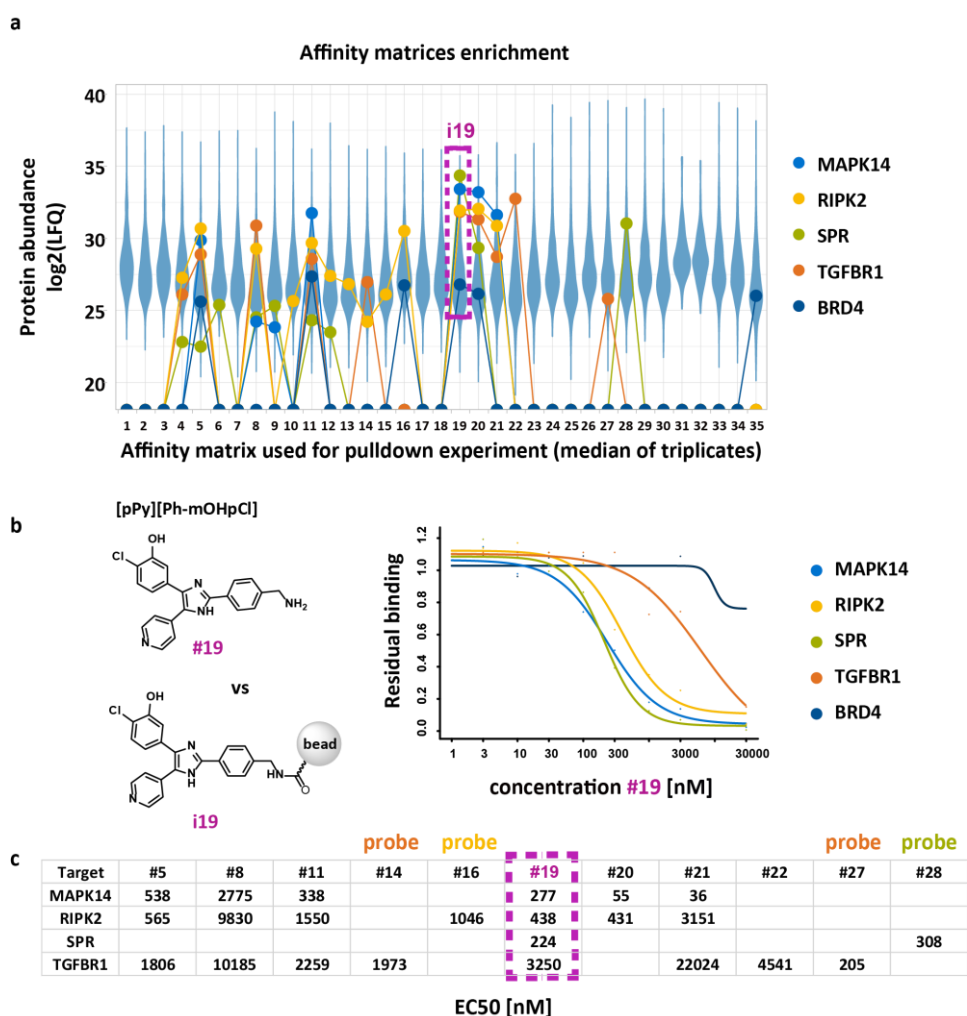 a
Affinity matrices enrichment
Protein abundance
log2(LFQ)
40
35
30
25
20
i19
MAPK14
RIPK2
SPR
TGFBR1
BRD4
1 2 3 4 5 6 7 8 9 10 11 12 13 14 15 16 17 18 19 20 21 22 23 24 25 26 27 28 29 30 31 32 33 34 35
Affinity matrix used for pulldown experiment (median of triplicates)
b
[pPy][Ph-mOHpCl]
OH
Cl
N
NH
NH2
N
#19
vs
OH
Cl
N
N
H
HN
O
bead
N
i19
Residual binding
1.2
1.0
0.8
0.6
0.4
0.2
0.0
1 3 10 30 100 300 3000 30000
concentration #19 [nM]
MAPK14
RIPK2
SPR
TGFBR1
BRD4
c
probe probe probe probe
Target #5 #8 #11 #14 #16 #19 #20 #21 #22 #27 #28
MAPK14 538 2775 338 277 55 36
RIPK2 565 9830 1550 1046 438 431 3151
SPR 224 308
TGFBR1 1806 10185 2259 1973 3250 22024 4541 205
EC50 [nM]